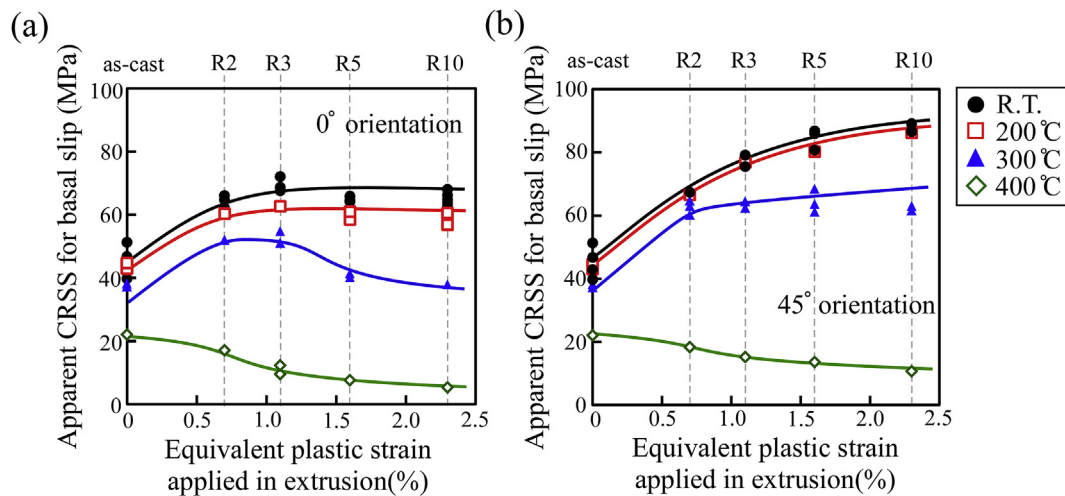 (a)
as-cast R2 R3 R5 R10
Apparent CRSS for basal slip (MPa)
100
80
60
40
20
0
0° orientation
0 0.5 1.0 1.5 2.0 2.5
Equivalent plastic strain
applied in extrusion(%)
(b)
as-cast R2 R3 R5 R10
Apparent CRSS for basal slip (MPa)
100
80
60
40
20
0
45° orientation
0 0.5 1.0 1.5 2.0 2.5
Equivalent plastic strain
applied in extrusion(%)
R.T.
200℃
300℃
400℃